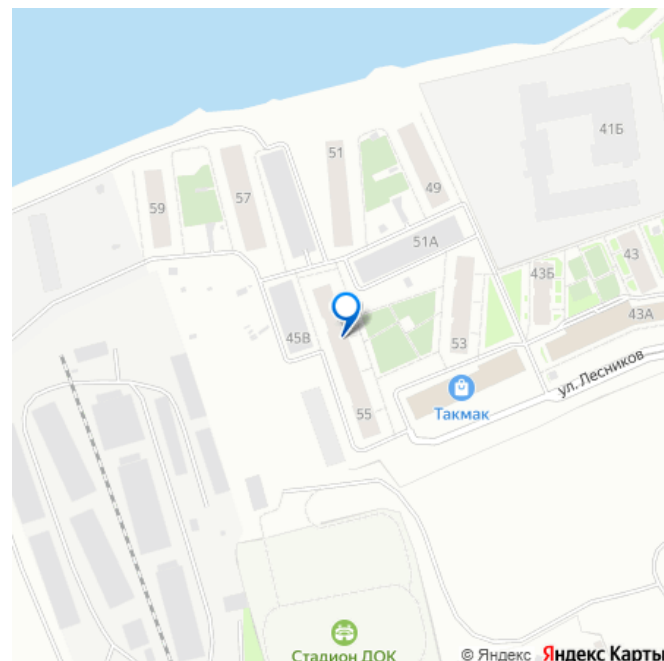 41Б
51
49
57
59
51А
43
43Б
43А
45В
53
ул. Лесников
Такмак
55
Стадион ДОК
© Яндекс Яндекс Карты